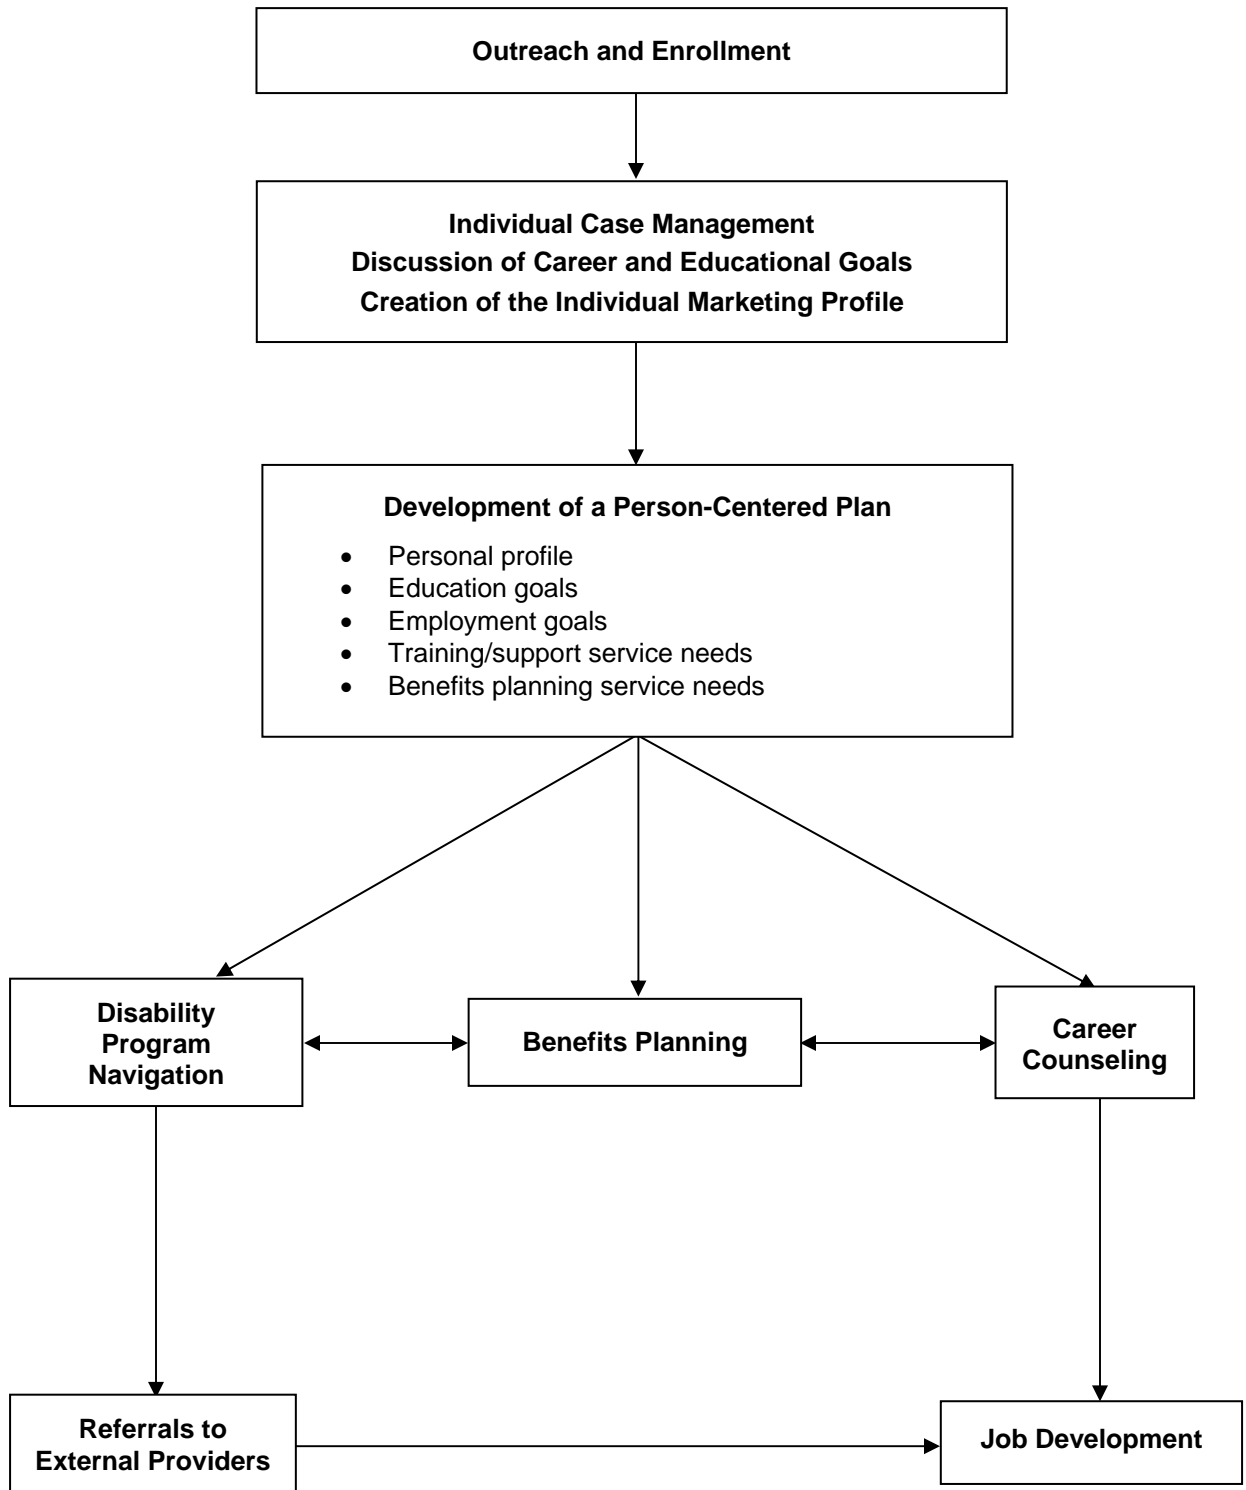 Outreach and Enrollment
Individual Case Management
Discussion of Career and Educational Goals
Creation of the Individual Marketing Profile
Development of a Person-Centered Plan
• Personal profile
• Education goals
• Employment goals
• Training/support service needs
• Benefits planning service needs
Disability
Program
Navigation
Benefits Planning
Career
Counseling
Referrals to
External Providers
Job Development